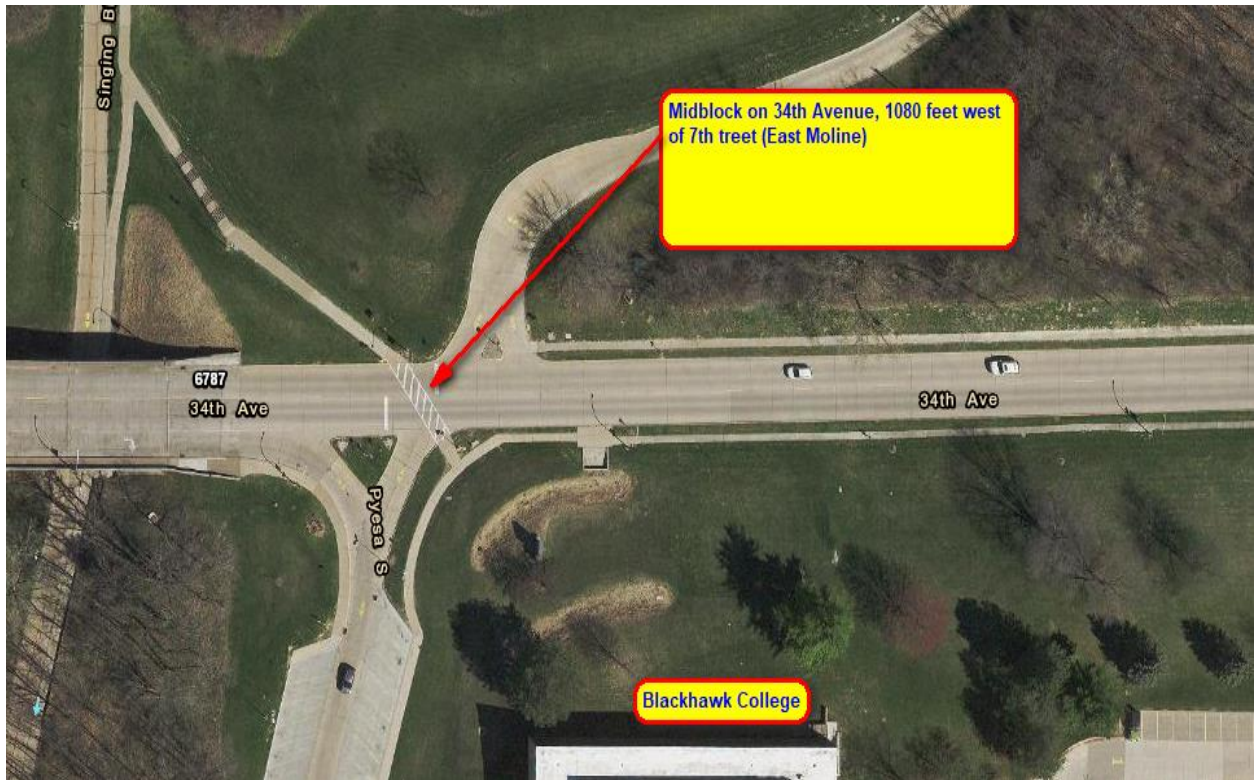 Singing B
Midblock on 34th Avenue, 1080 feet west
of 7th treet (East Moline)
6787
34th Ave
34th Ave
Pyesa S
Blackhawk College